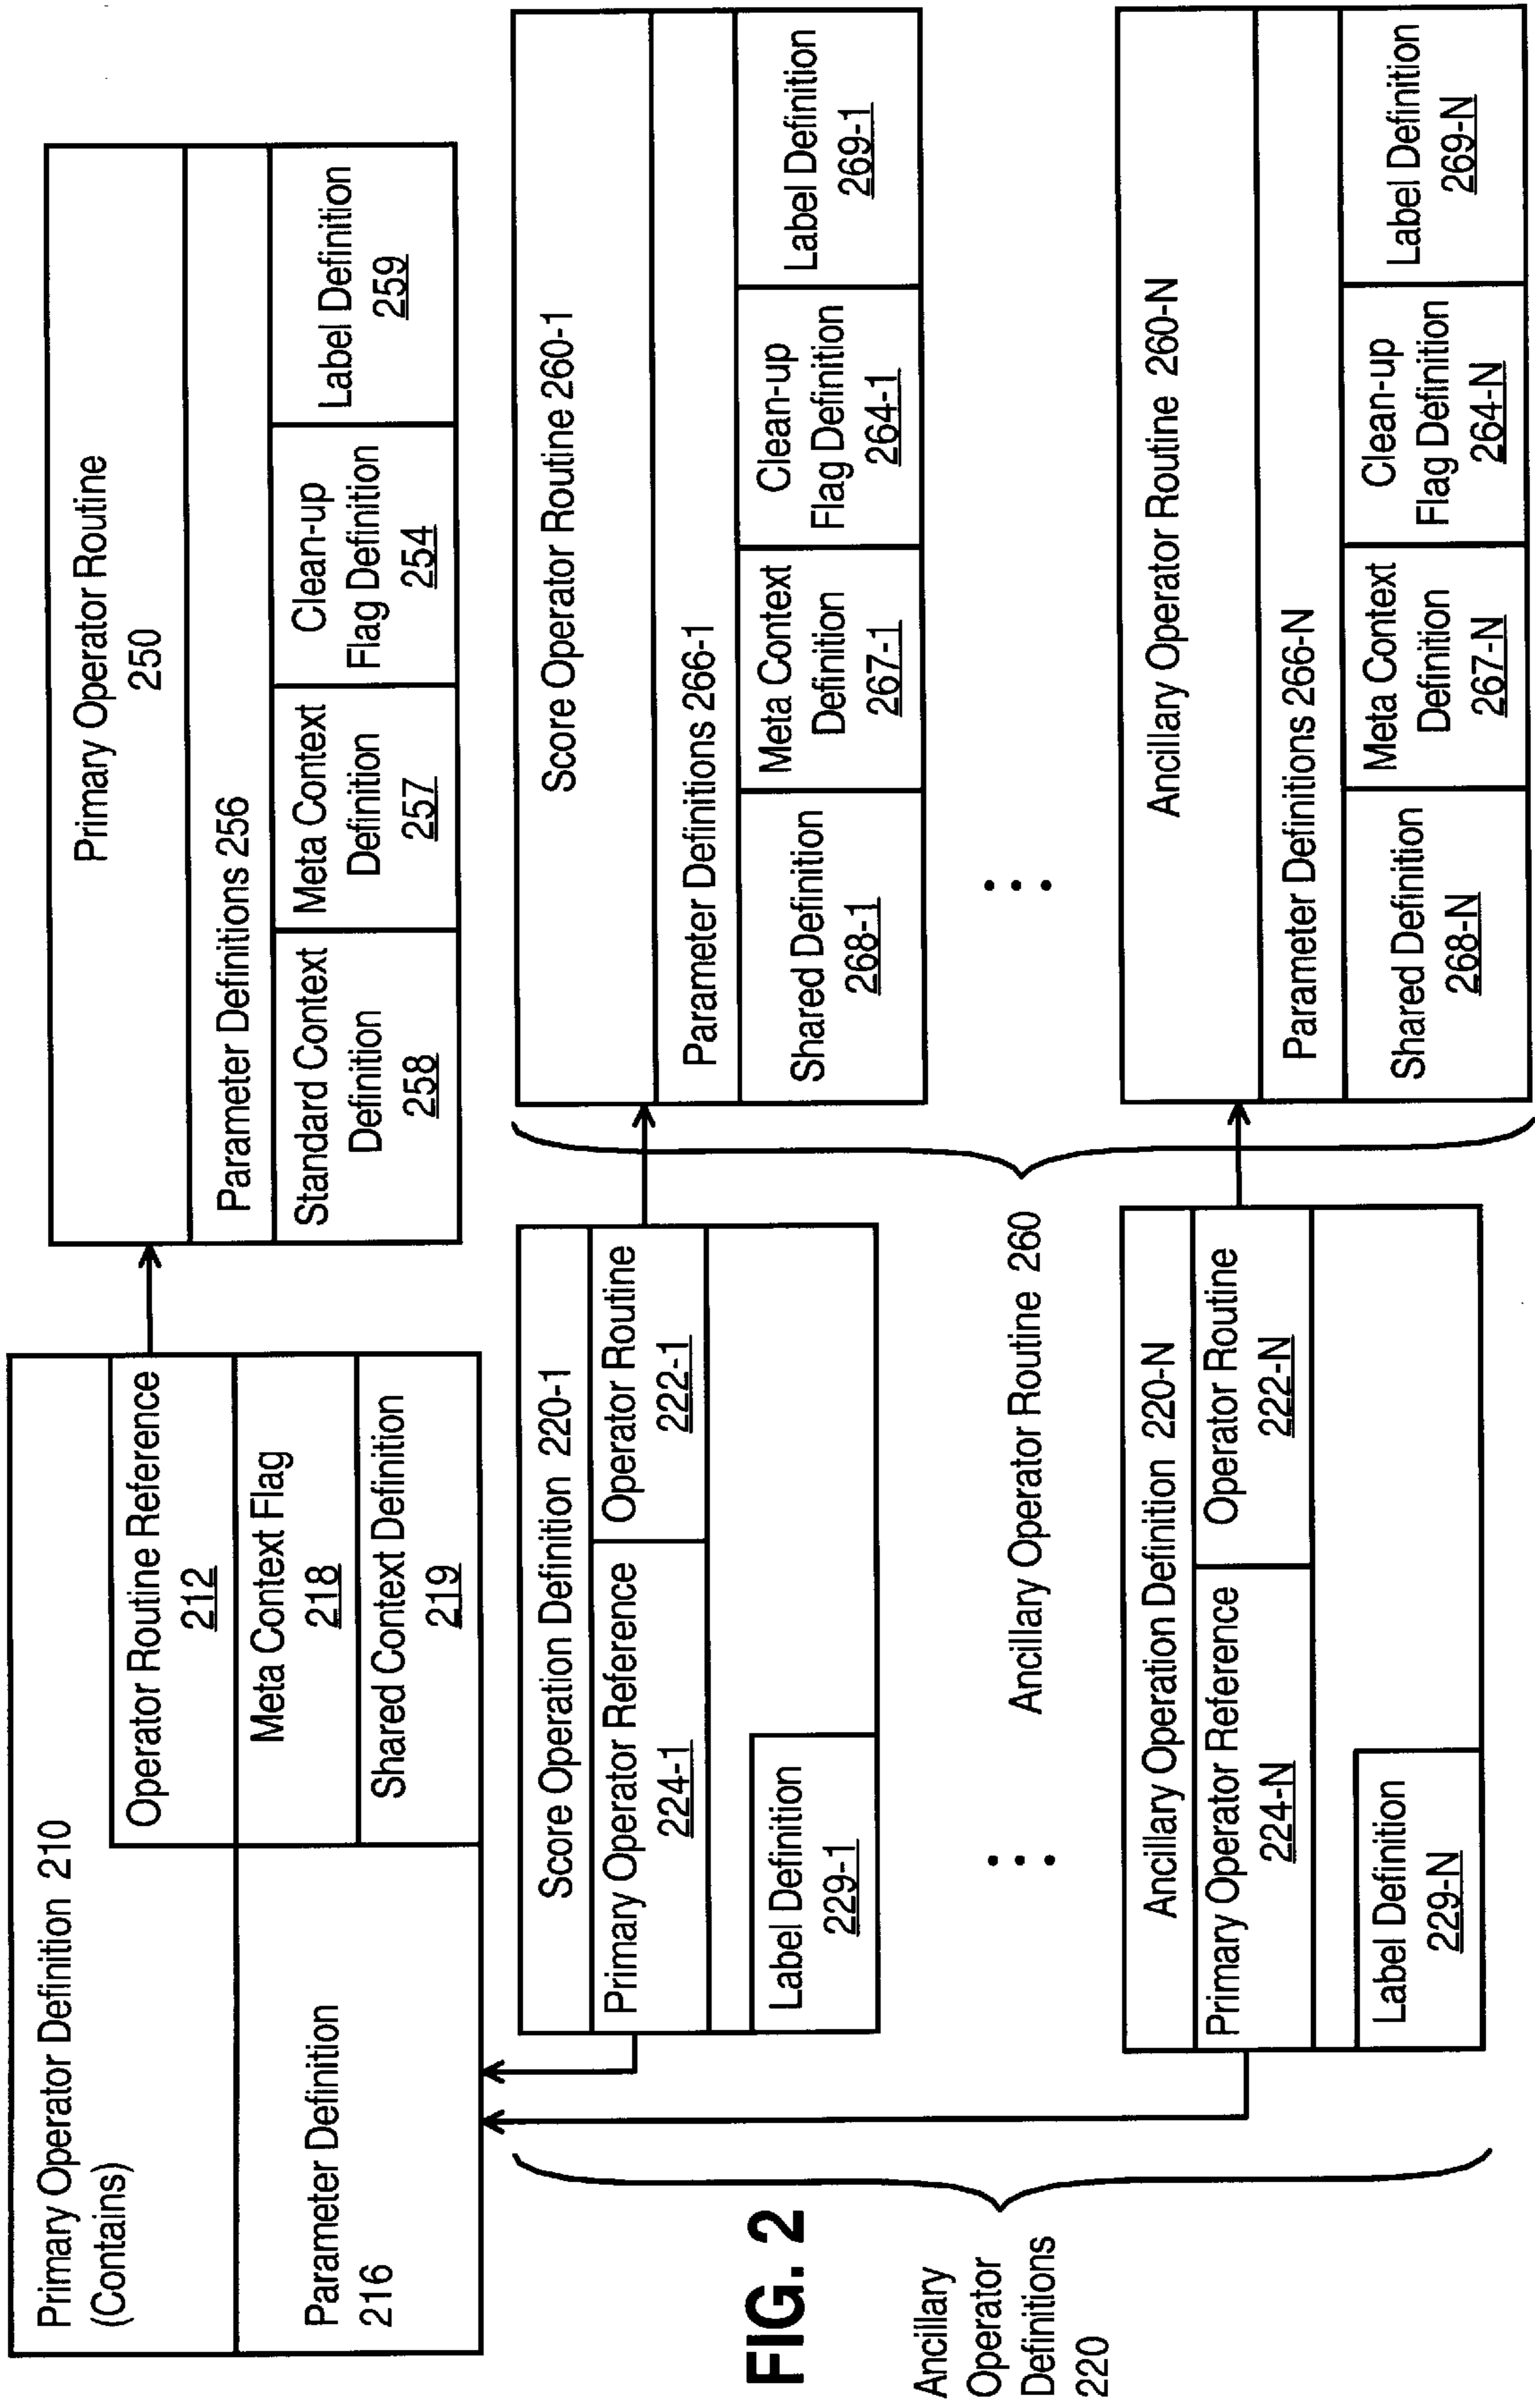 Primary Operator Definition 210
(Contains)
Operator Routine Reference
212
Parameter Definition
216
Meta Context Flag
218
Shared Context Definition
219
Primary Operator Routine
250
Parameter Definitions 256
Standard Context
Definition
258
Meta Context
Definition
257
Clean-up
Flag Definition
254
Label Definition
259
Score Operation Definition 220-1
Primary Operator Reference
224-1
Operator Routine
222-1
Label Definition
229-1
Score Operator Routine 260-1
Parameter Definitions 266-1
Shared Definition
268-1
Meta Context
Definition
267-1
Clean-up
Flag Definition
264-1
Label Definition
269-1
Ancillary Operator Routine 260
Ancillary Operation Definition 220-N
Primary Operator Reference
224-N
Operator Routine
222-N
Label Definition
229-N
Ancillary Operator Routine 260-N
Parameter Definitions 266-N
Shared Definition
268-N
Meta Context
Definition
267-N
Clean-up
Flag Definition
264-N
Label Definition
269-N
FIG. 2
Ancillary
Operator
Definitions
220